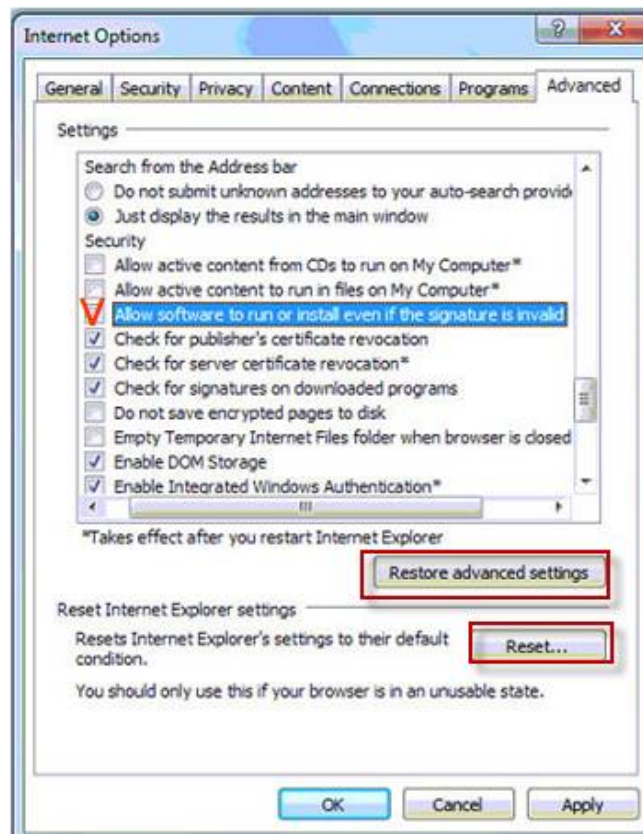 Internet Options
General Security Privacy Content Connections Programs Advanced
Settings
Search from the Address bar
Do not submit unknown addresses to your auto-search provid
Just display the results in the main window
Security
Allow active content from CDs to run on My Computer*
Allow active content to run in files on My Computer*
V Allow software to run or install even if the signature is invalid
Check for publisher's certificate revocation
Check for server certificate revocation*
Check for signatures on downloaded programs
Do not save encrypted pages to disk
Empty Temporary Internet Files folder when browser is closed
Enable DOM Storage
Enable Integrated Windows Authentication*
*Takes effect after you restart Internet Explorer
Restore advanced settings
Reset Internet Explorer settings
Resets Internet Explorer's settings to their default
condition.
Reset...
You should only use this if your browser is in an unusable state.
OK Cancel Apply